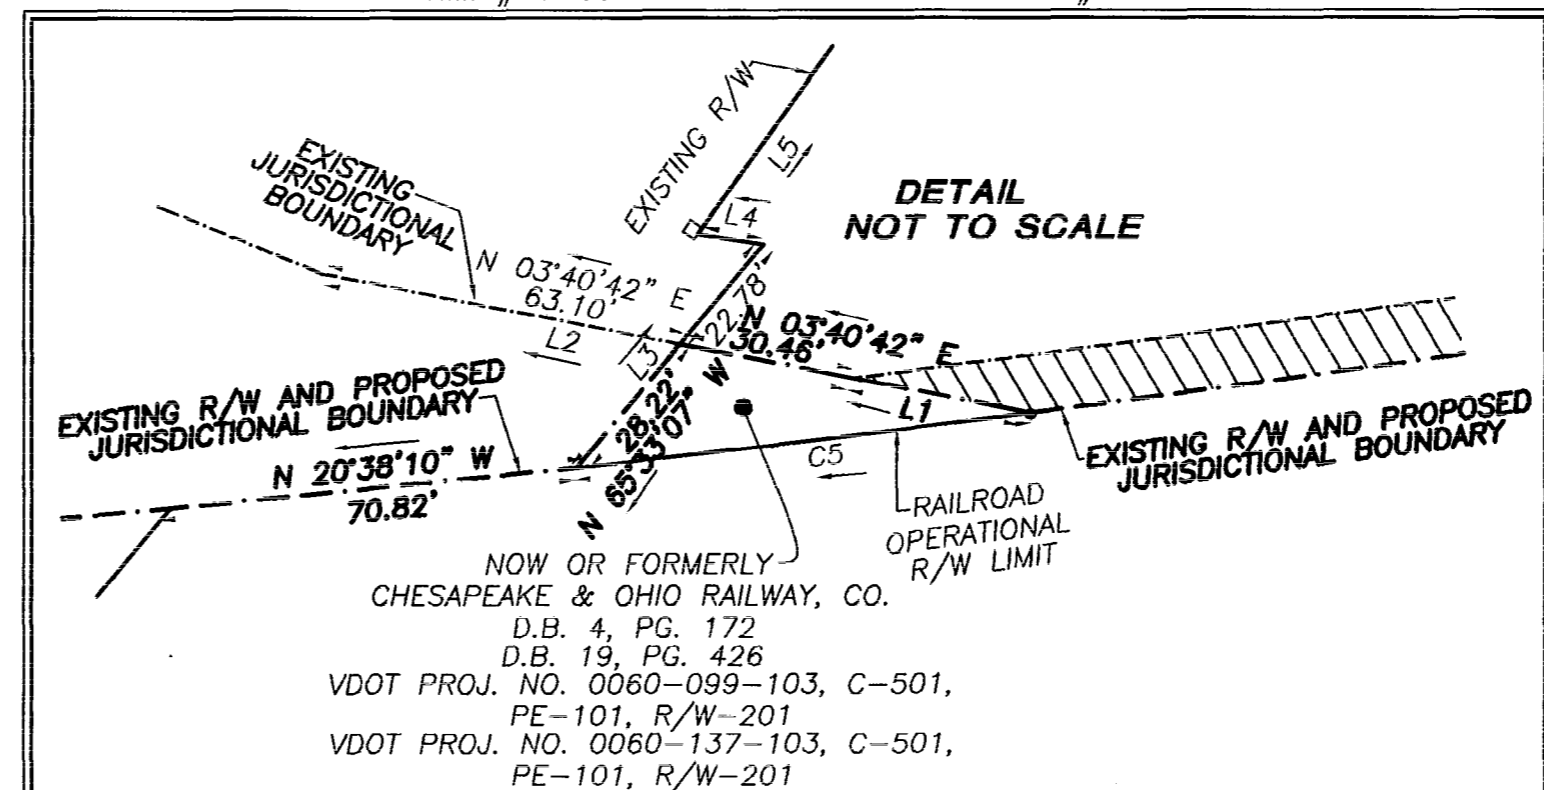 EXISTING R/W
EXISTING
JURISDICTIONAL
BOUNDARY
L5
L4
DETAIL
NOT TO SCALE
N 03°40'42" E
63.10'
L2
L3
22.78'
N 03°40'42" E
30.46'
L1
28.22'
N 65°33'07" W
EXISTING R/W AND PROPOSED
JURISDICTIONAL BOUNDARY
N 20°38'10" W
70.82'
C5
EXISTING R/W AND PROPOSED
JURISDICTIONAL BOUNDARY
RAILROAD
OPERATIONAL
R/W LIMIT
NOW OR FORMERLY
CHESAPEAKE & OHIO RAILWAY, CO.
D.B. 4, PG. 172
D.B. 19, PG. 426
VDOT PROJ. NO. 0060-099-103, C-501,
PE-101, R/W-201
VDOT PROJ. NO. 0060-137-103, C-501,
PE-101, R/W-201